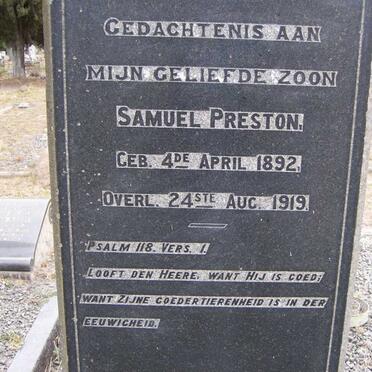 GEDACHTENIS AAN
MIJN GELIEFDE ZOON
SAMUEL PRESTON.
GEB. 4DE APRIL 1892,
OVERL. 24STE AUG. 1919.
PSALM 118. VERS. 1.
LOOFT DEN HEERE, WANT HIJ IS GOED;
WANT ZIJNE GOEDERTIERENHEID IS IN DER
EEUWIGHEID.